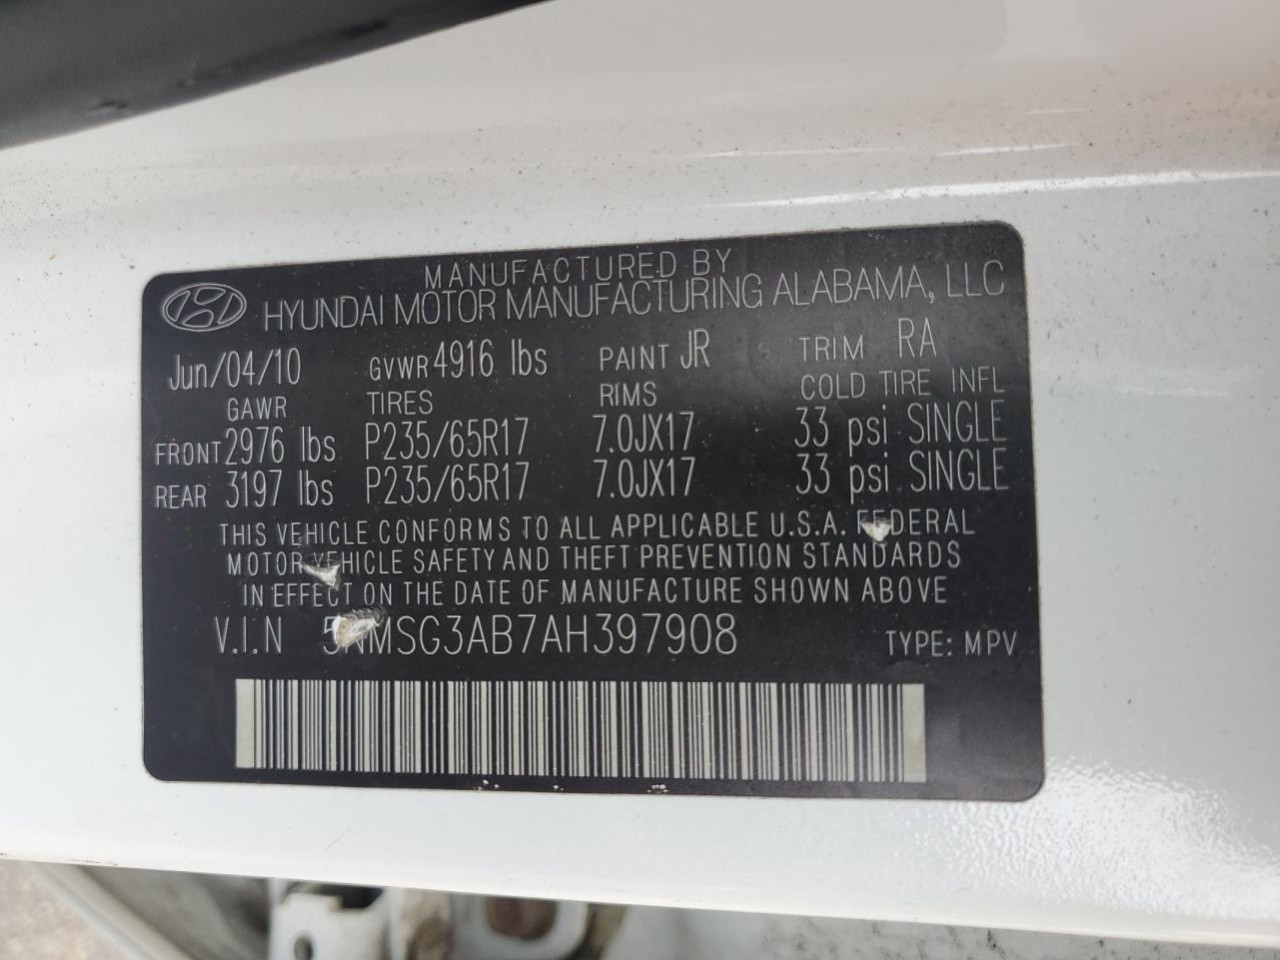 MANUFACTURED BY
HYUNDAI MOTOR MANUFACTURING ALABAMA, LLC
Jun/04/10 GVWR 4916 lbs PAINT JR TRIM RA
GAWR TIRES RIMS COLD TIRE INFL
FRONT 2976 lbs P235/65R17 7.0JX17 33 psi SINGLE
REAR 3197 lbs P235/65R17 7.0JX17 33 psi SINGLE
THIS VEHICLE CONFORMS TO ALL APPLICABLE U.S.A. FEDERAL
MOTOR VEHICLE SAFETY AND THEFT PREVENTION STANDARDS
IN EFFECT ON THE DATE OF MANUFACTURE SHOWN ABOVE
V.I.N 5NMSG3AB7AH397908 TYPE: MPV